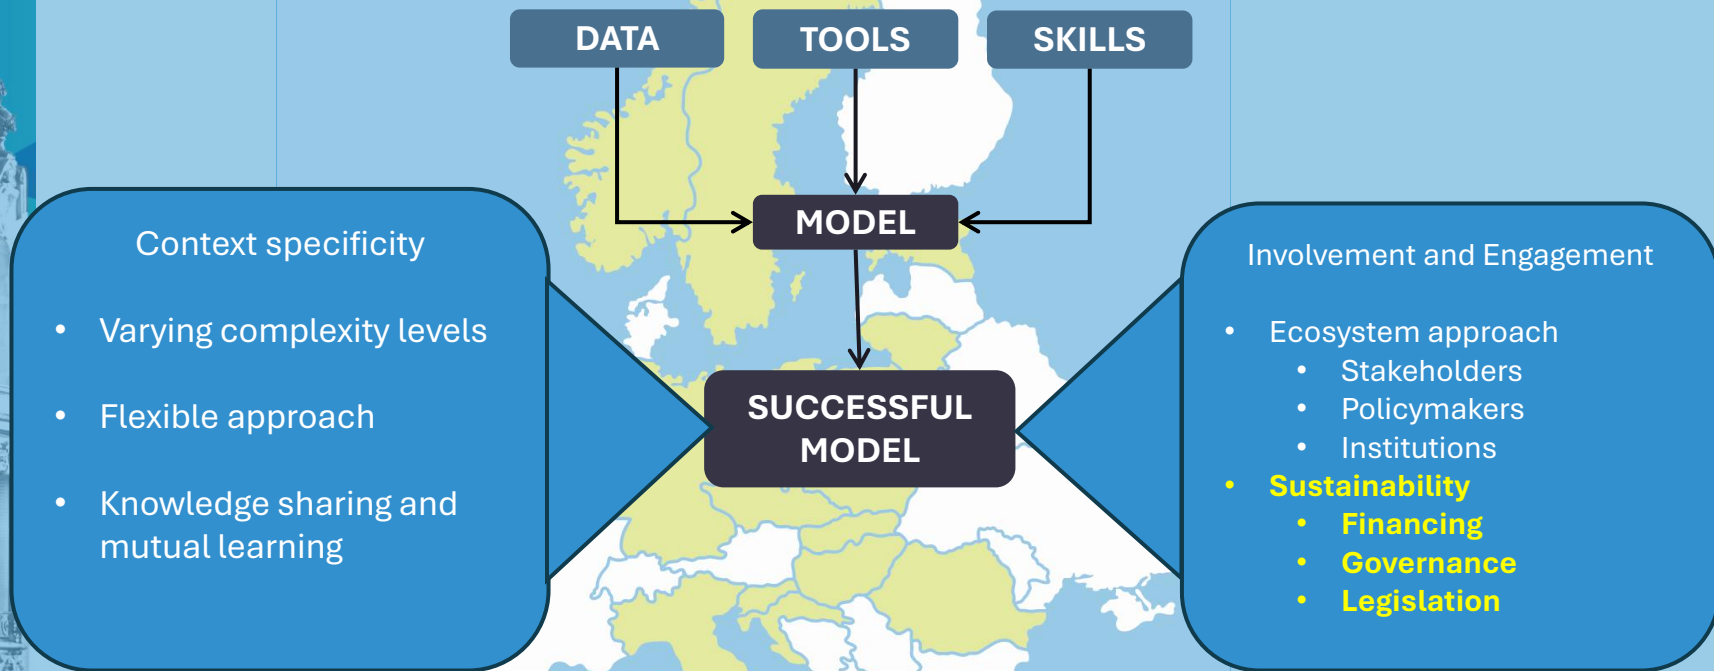 DATA
TOOLS
SKILLS
MODEL
SUCCESSFUL
MODEL
Context specificity
• Varying complexity levels
• Flexible approach
• Knowledge sharing and
mutual learning
Involvement and Engagement
• Ecosystem approach
• Stakeholders
• Policymakers
• Institutions
• Sustainability
• Financing
• Governance
• Legislation